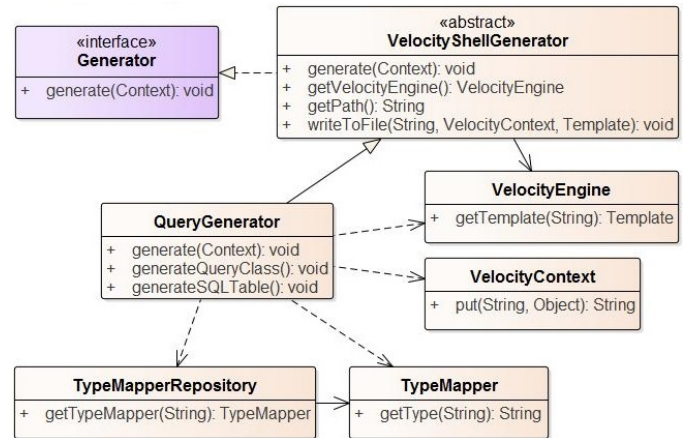 «interface»
Generator
+ generate(Context): void
«abstract»
VelocityShellGenerator
+ generate(Context): void
+ getVelocityEngine(): VelocityEngine
+ getPath(): String
+ writeToFile(String, VelocityContext, Template): void
QueryGenerator
+ generate(Context): void
+ generateQueryClass(): void
+ generateSQLTable(): void
VelocityEngine
+ getTemplate(String): Template
VelocityContext
+ put(String, Object): String
TypeMapperRepository
+ getTypeMapper(String): TypeMapper
TypeMapper
+ getType(String): String